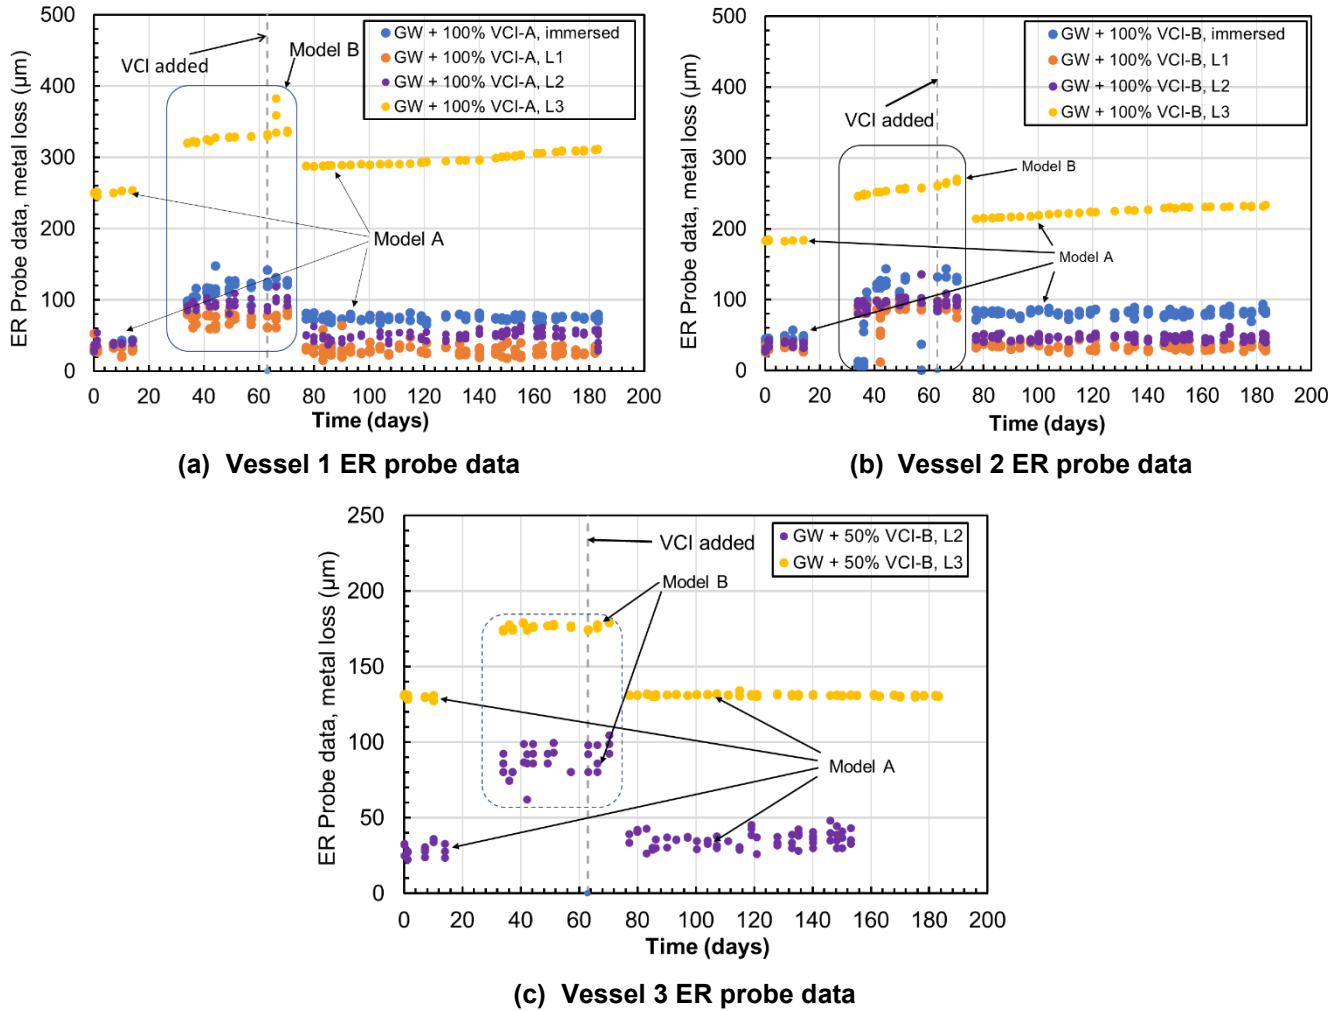 ER Probe data, metal loss (µm)
500
400
300
200
100
0
0 20 40 60 80 100 120 140 160 180 200
Time (days)
VCI added
Model B
Model A
GW + 100% VCI-A, immersed
GW + 100% VCI-A, L1
GW + 100% VCI-A, L2
GW + 100% VCI-A, L3
(a) Vessel 1 ER probe data
ER Probe data, metal loss (µm)
500
400
300
200
100
0
0 20 40 60 80 100 120 140 160 180 200
Time (days)
VCI added
Model B
Model A
GW + 100% VCI-B, immersed
GW + 100% VCI-B, L1
GW + 100% VCI-B, L2
GW + 100% VCI-B, L3
(b) Vessel 2 ER probe data
ER Probe data, metal loss (µm)
250
200
150
100
50
0
0 20 40 60 80 100 120 140 160 180 200
Time (days)
VCI added
Model B
Model A
GW + 50% VCI-B, L2
GW + 50% VCI-B, L3
(c) Vessel 3 ER probe data